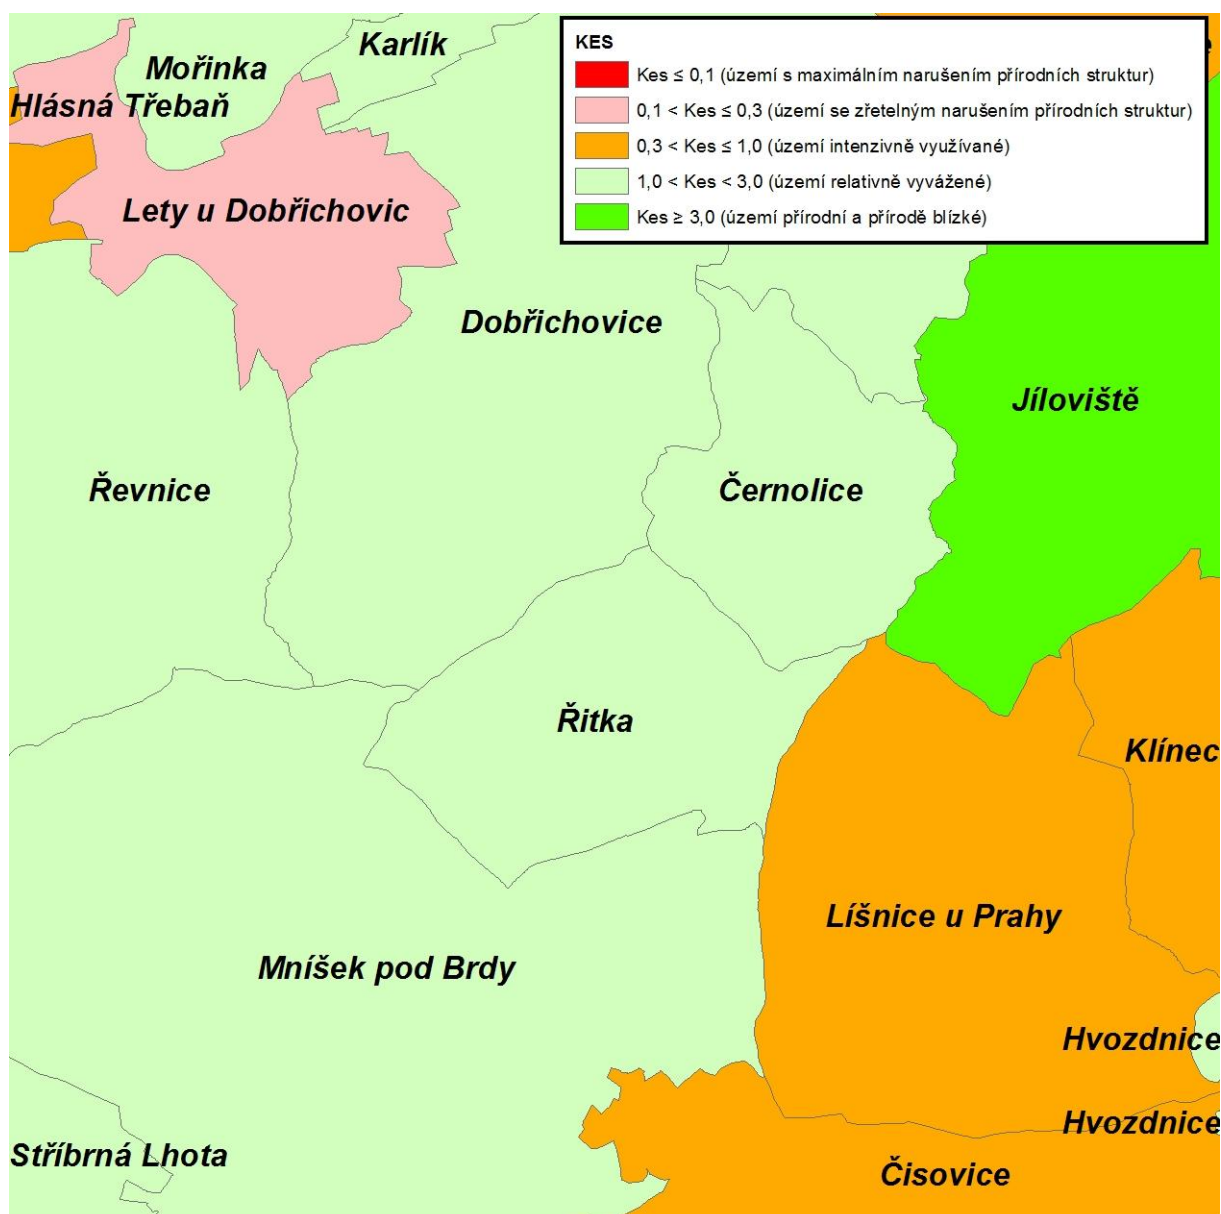 Karlík
Mořinka
Hlásná Třebaň
Lety u Dobřichovic
KES
Kes ≤ 0,1 (území s maximálním narušením přírodních struktur)
0,1 < Kes ≤ 0,3 (území se zřetelným narušením přírodních struktur)
0,3 < Kes ≤ 1,0 (území intenzivně využívané)
1,0 < Kes < 3,0 (území relativně vyvážené)
Kes ≥ 3,0 (území přírodní a přírodě blízké)
Dobřichovice
Jíloviště
Řevnice
Černolice
Řitka
Klínec
Líšnice u Prahy
Mníšek pod Brdy
Hvozdnice
Hvozdnice
Stříbrná Lhota
Čisovice